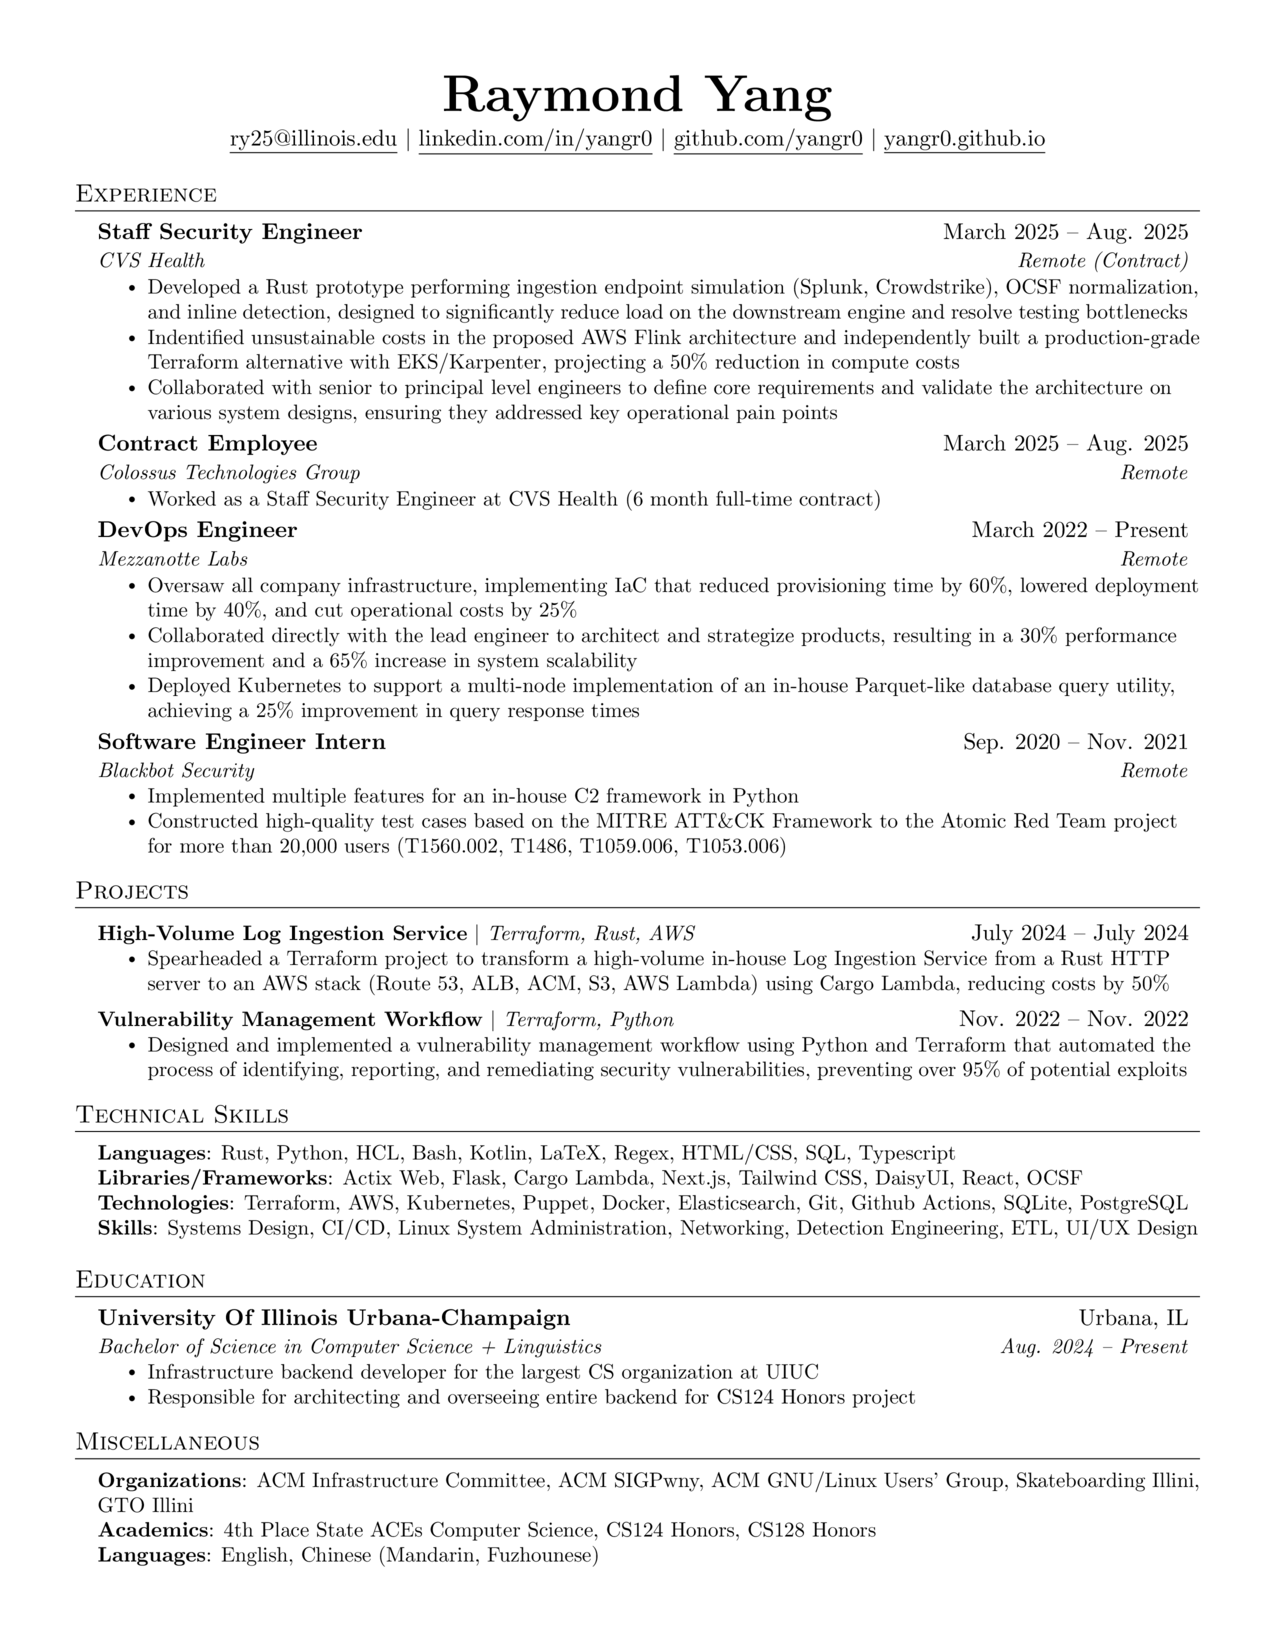 Raymond Yang
ry25@illinois.edu | linkedin.com/in/yangr0 | github.com/yangr0 | yangr0.github.io
Experience
Staff Security Engineer March 2025 – Aug. 2025
CVS Health Remote (Contract)
• Developed a Rust prototype performing ingestion endpoint simulation (Splunk, Crowdstrike), OCSF normalization,
and inline detection, designed to significantly reduce load on the downstream engine and resolve testing bottlenecks
• Indentified unsustainable costs in the proposed AWS Flink architecture and independently built a production-grade
Terraform alternative with EKS/Karpenter, projecting a 50% reduction in compute costs
• Collaborated with senior to principal level engineers to define core requirements and validate the architecture on
various system designs, ensuring they addressed key operational pain points
Contract Employee March 2025 – Aug. 2025
Colossus Technologies Group Remote
• Worked as a Staff Security Engineer at CVS Health (6 month full-time contract)
DevOps Engineer March 2022 – Present
Mezzanotte Labs Remote
• Oversaw all company infrastructure, implementing IaC that reduced provisioning time by 60%, lowered deployment
time by 40%, and cut operational costs by 25%
• Collaborated directly with the lead engineer to architect and strategize products, resulting in a 30% performance
improvement and a 65% increase in system scalability
• Deployed Kubernetes to support a multi-node implementation of an in-house Parquet-like database query utility,
achieving a 25% improvement in query response times
Software Engineer Intern Sep. 2020 – Nov. 2021
Blackbot Security Remote
• Implemented multiple features for an in-house C2 framework in Python
• Constructed high-quality test cases based on the MITRE ATT&CK Framework to the Atomic Red Team project
for more than 20,000 users (T1560.002, T1486, T1059.006, T1053.006)
Projects
High-Volume Log Ingestion Service | Terraform, Rust, AWS July 2024 – July 2024
• Spearheaded a Terraform project to transform a high-volume in-house Log Ingestion Service from a Rust HTTP
server to an AWS stack (Route 53, ALB, ACM, S3, AWS Lambda) using Cargo Lambda, reducing costs by 50%
Vulnerability Management Workflow | Terraform, Python Nov. 2022 – Nov. 2022
• Designed and implemented a vulnerability management workflow using Python and Terraform that automated the
process of identifying, reporting, and remediating security vulnerabilities, preventing over 95% of potential exploits
Technical Skills
Languages: Rust, Python, HCL, Bash, Kotlin, LaTeX, Regex, HTML/CSS, SQL, Typescript
Libraries/Frameworks: Actix Web, Flask, Cargo Lambda, Next.js, Tailwind CSS, DaisyUI, React, OCSF
Technologies: Terraform, AWS, Kubernetes, Puppet, Docker, Elasticsearch, Git, Github Actions, SQLite, PostgreSQL
Skills: Systems Design, CI/CD, Linux System Administration, Networking, Detection Engineering, ETL, UI/UX Design
Education
University Of Illinois Urbana-Champaign Urbana, IL
Bachelor of Science in Computer Science + Linguistics Aug. 2024 – Present
• Infrastructure backend developer for the largest CS organization at UIUC
• Responsible for architecting and overseeing entire backend for CS124 Honors project
Miscellaneous
Organizations: ACM Infrastructure Committee, ACM SIGPwny, ACM GNU/Linux Users' Group, Skateboarding Illini,
GTO Illini
Academics: 4th Place State ACEs Computer Science, CS124 Honors, CS128 Honors
Languages: English, Chinese (Mandarin, Fuzhounese)